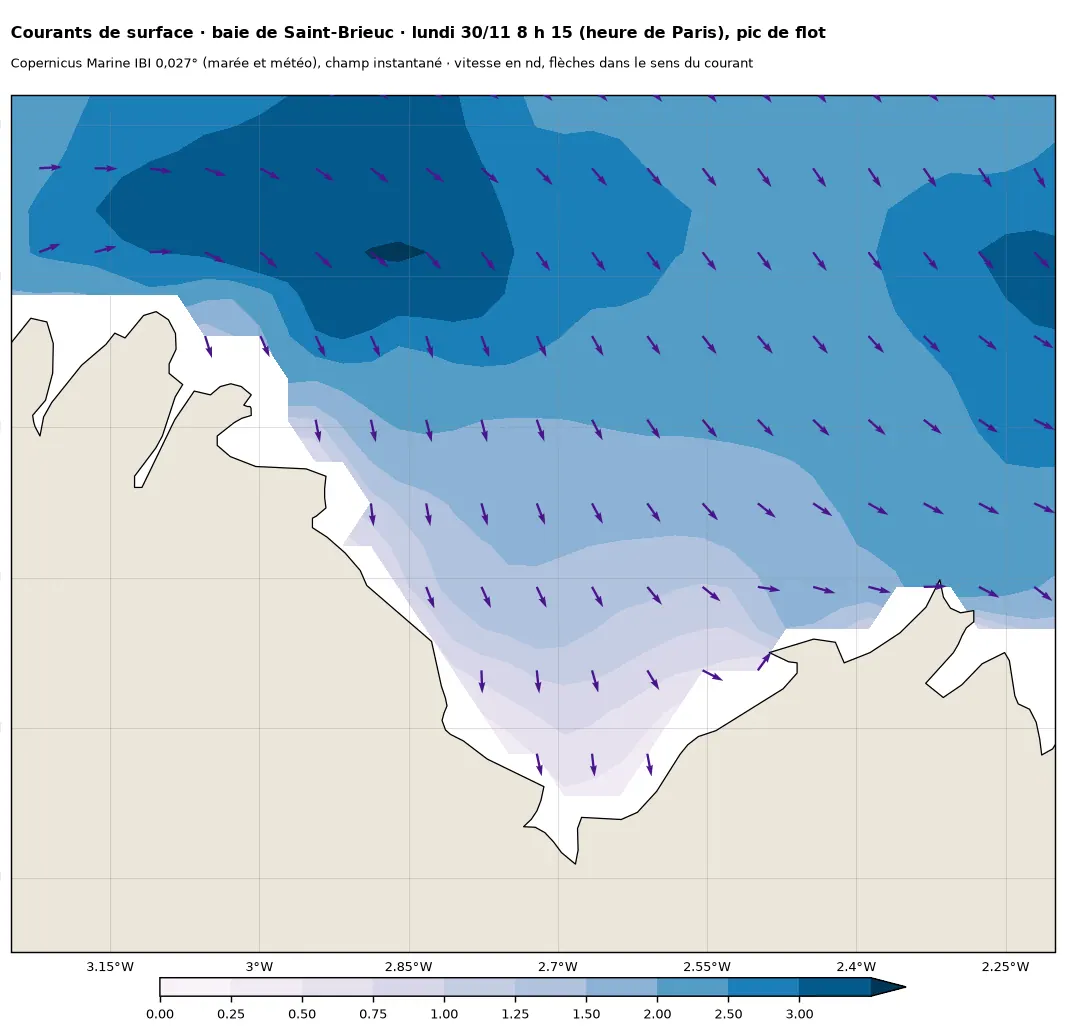 Courants de surface · baie de Saint-Brieuc · lundi 30/11 8 h 15 (heure de Paris), pic de flot
Copernicus Marine IBI 0,027° (marée et météo), champ instantané · vitesse en nd, flèches dans le sens du courant
3.15°W 3°W 2.85°W 2.7°W 2.55°W 2.4°W 2.25°W
0.00 0.25 0.50 0.75 1.00 1.25 1.50 2.00 2.50 3.00